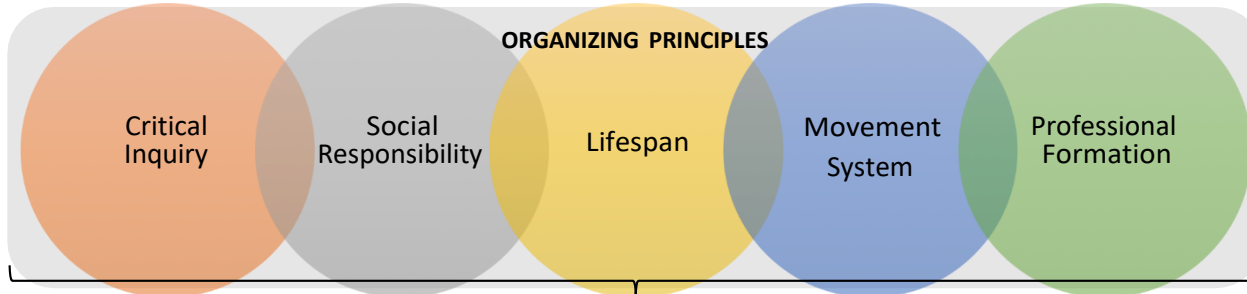 ORGANIZING PRINCIPLES
Critical
Inquiry
Social
Responsibility
Lifespan
Movement
System
Professional
Formation